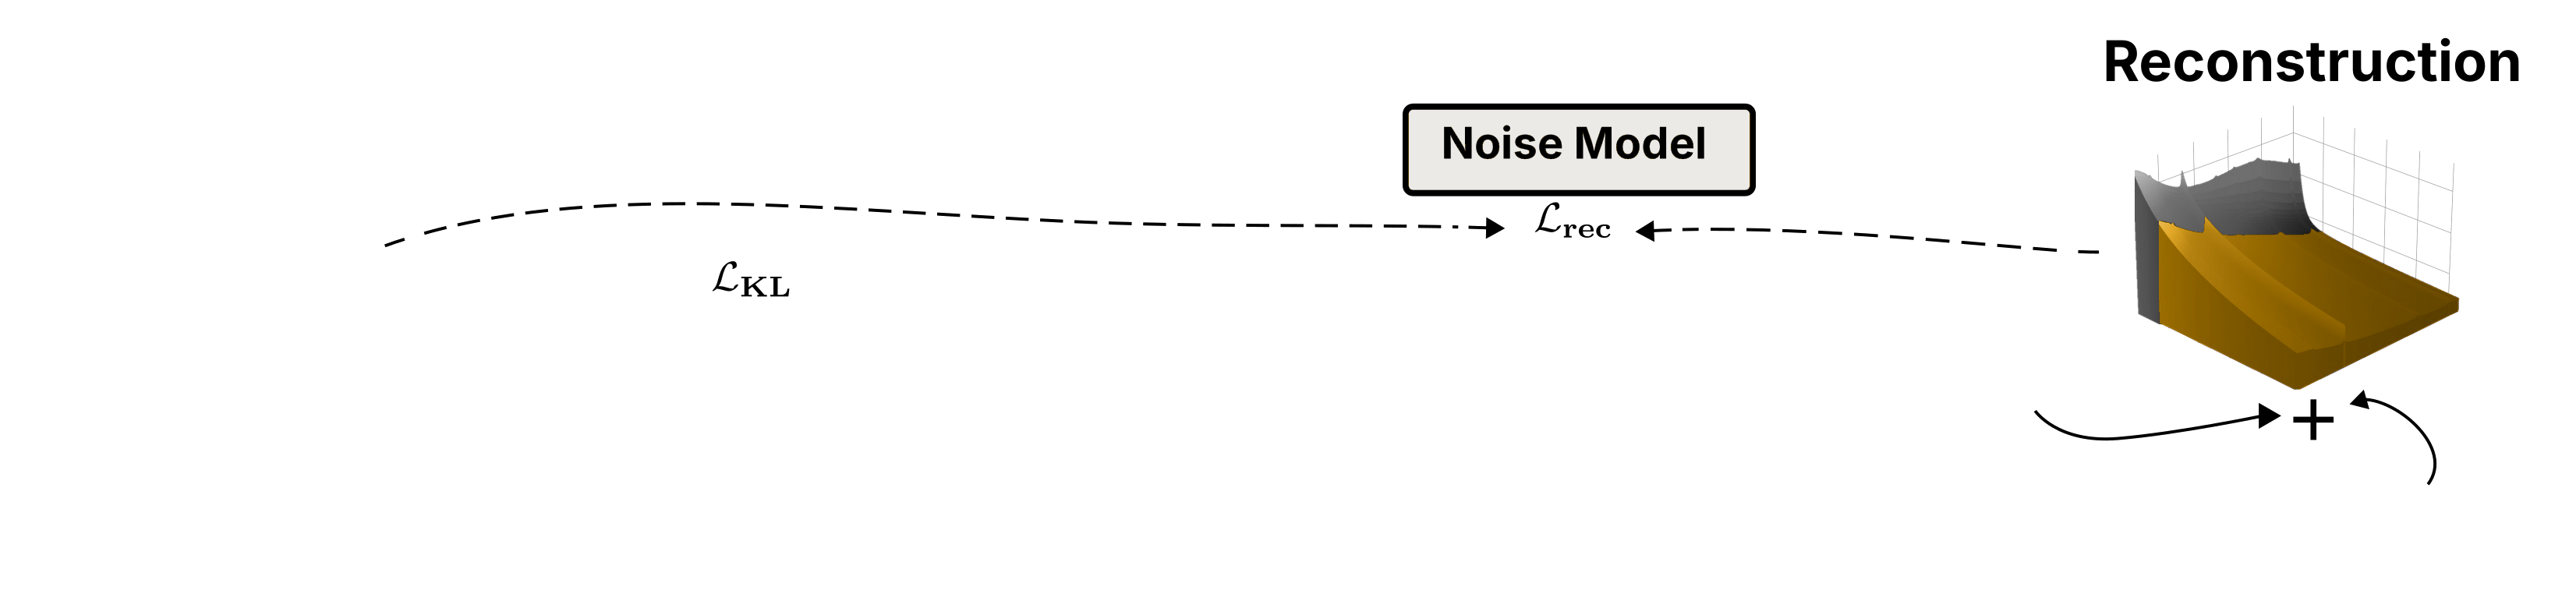 Reconstruction
Noise Model
ℒrec
ℒKL
+